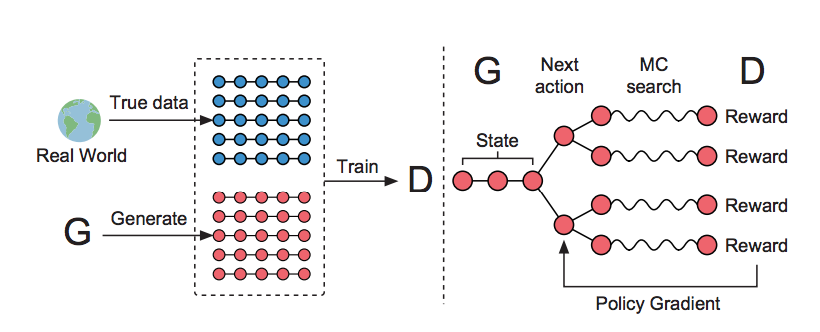 True data
Real World
G
Generate
Train
D
G
Next
action
MC
search
D
State
Reward
Reward
Reward
Reward
Policy Gradient